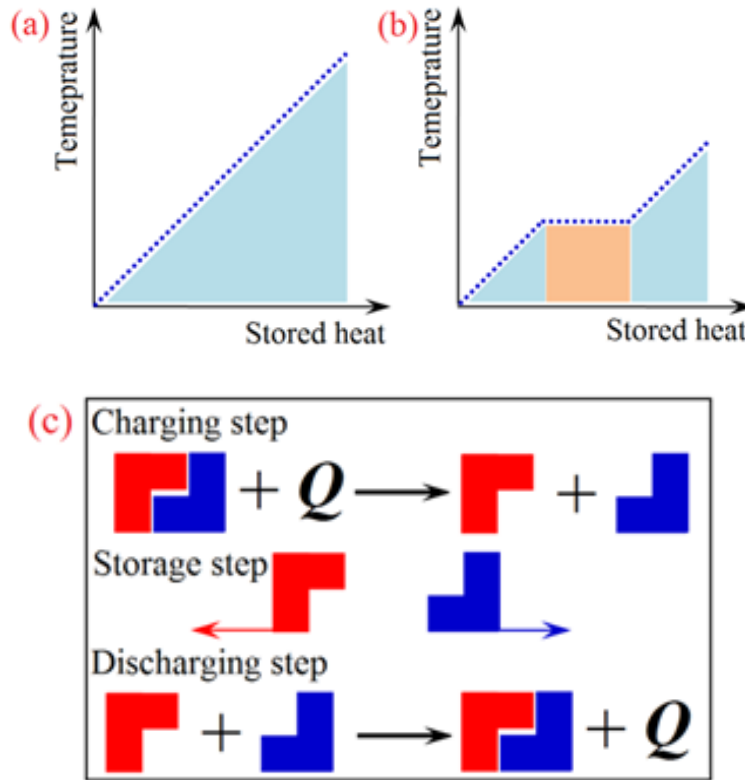 (a)
Temeprature
Stored heat
(b)
Temeprature
Stored heat
(c)
Charging step
+ Q +
Storage step
Discharging step
+ + Q